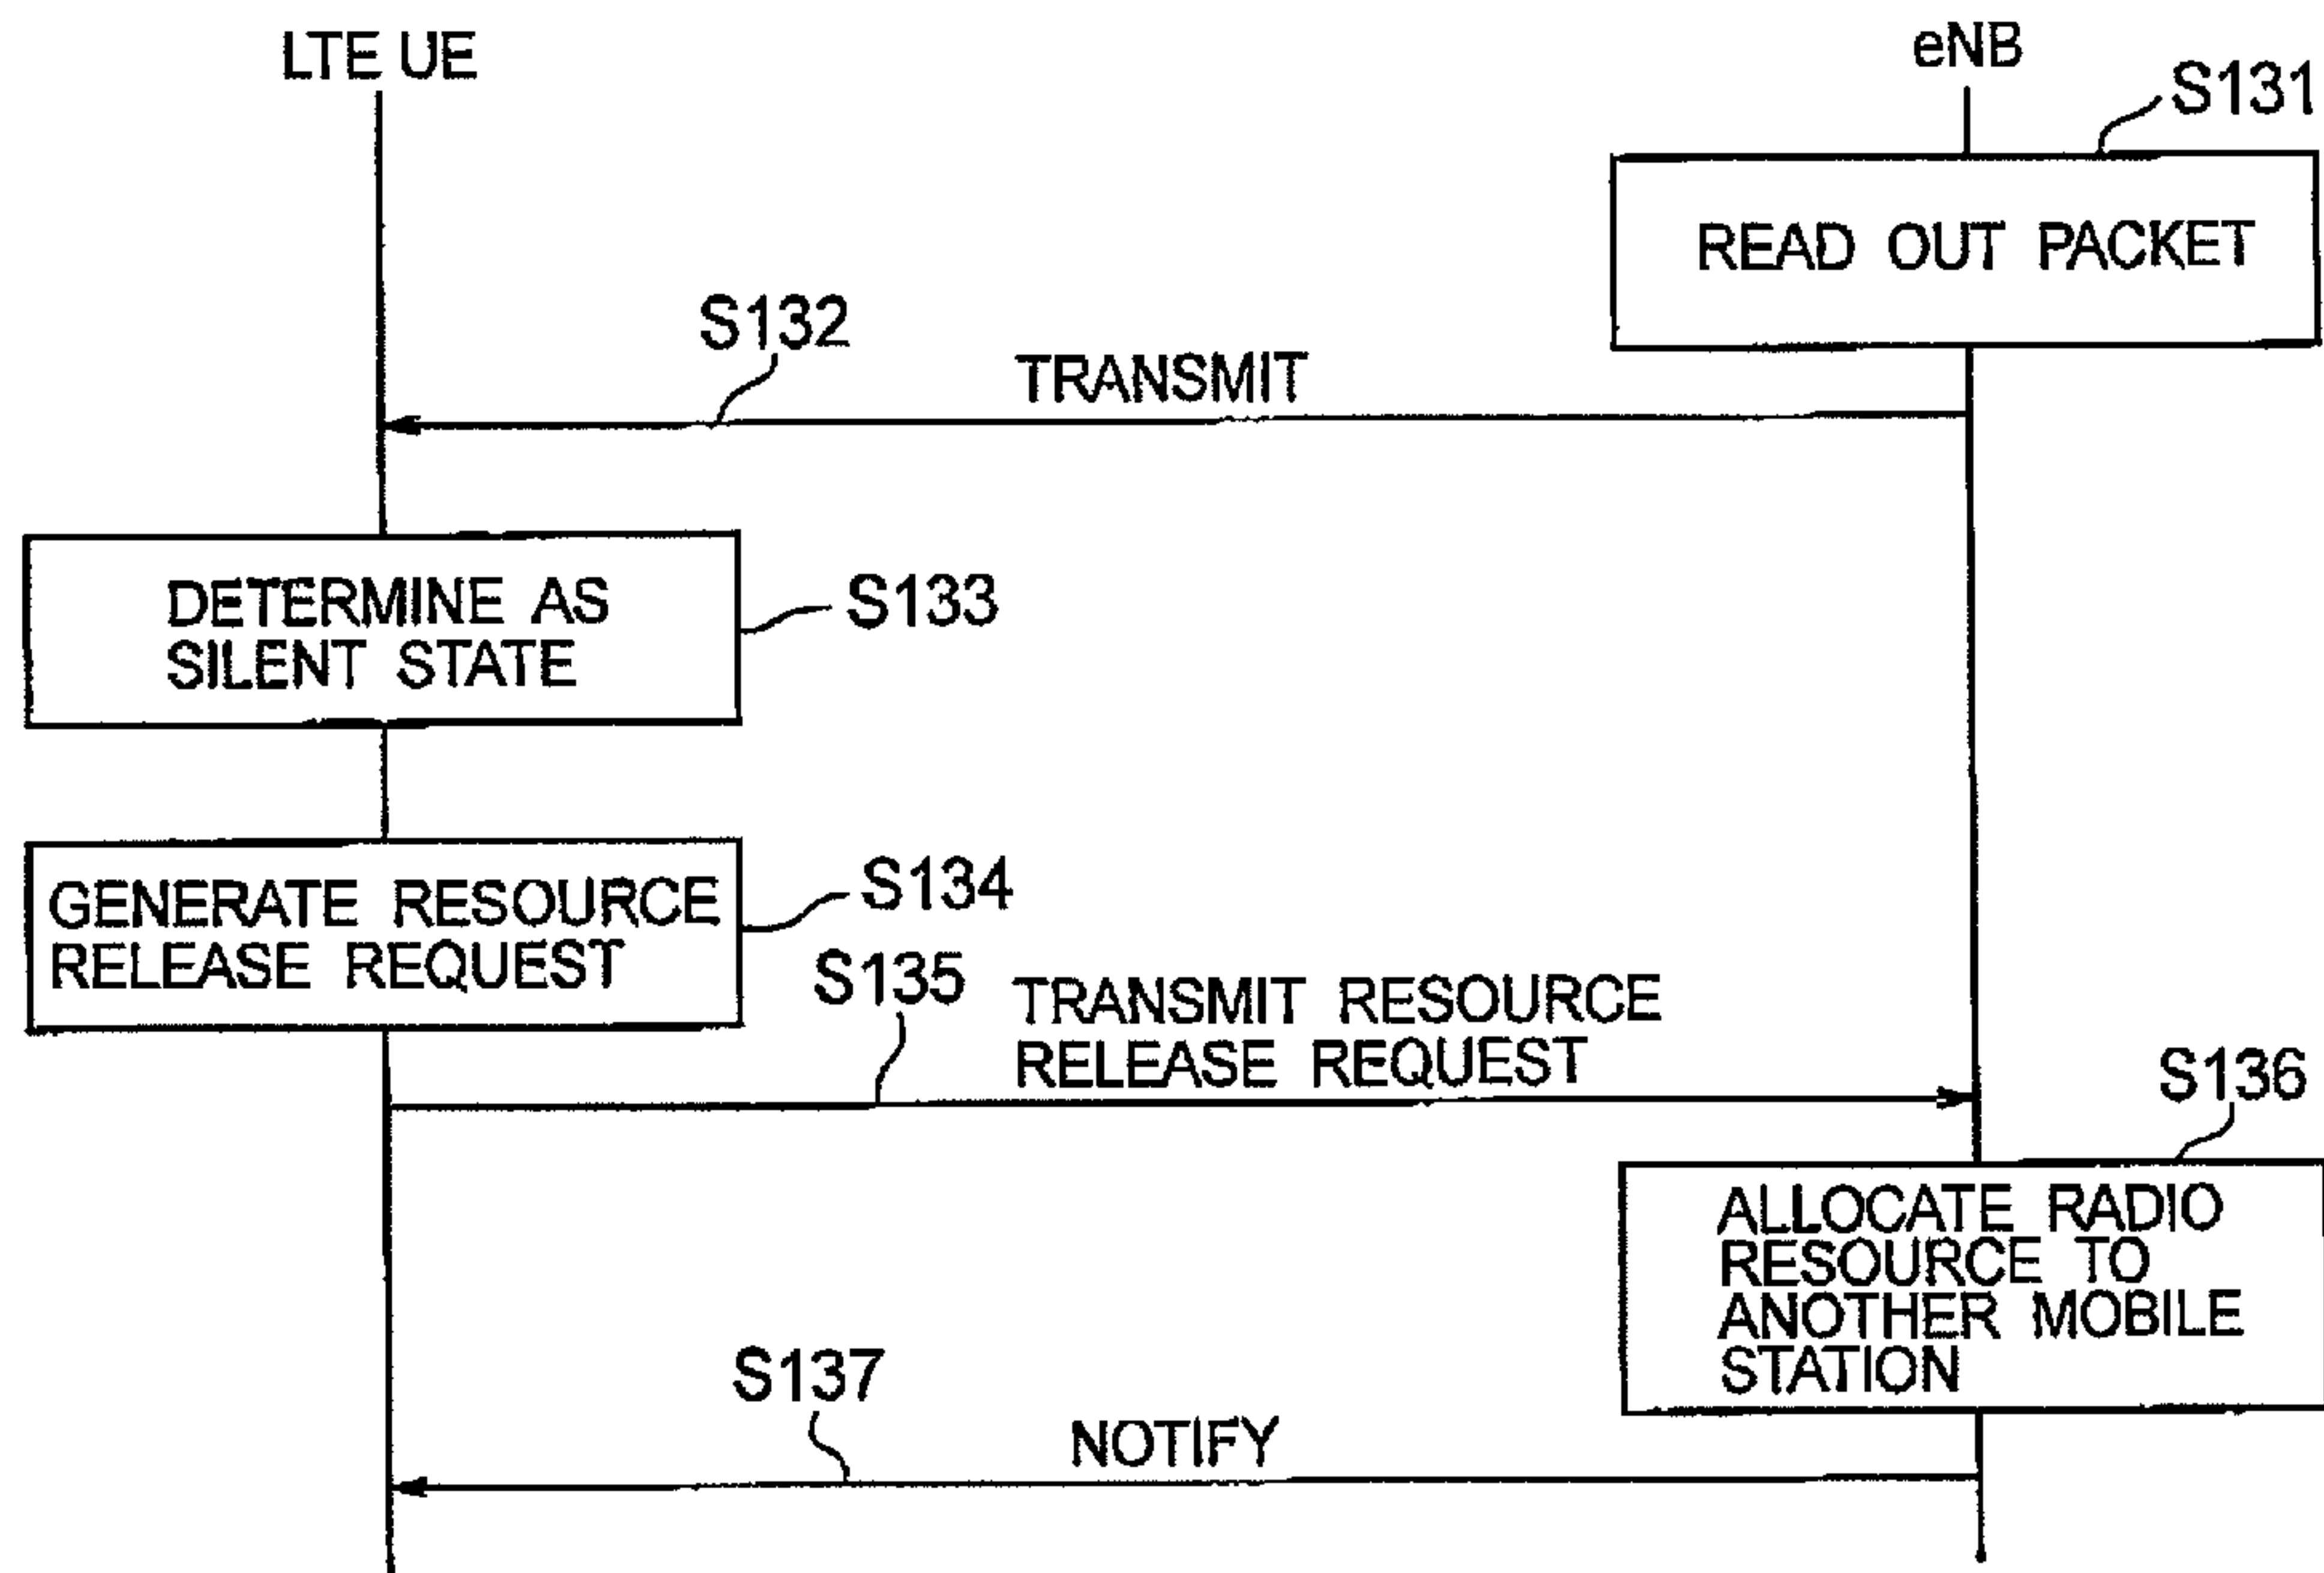 LTE UE
eNB
S131
READ OUT PACKET
S132
TRANSMIT
DETERMINE AS
SILENT STATE
S133
GENERATE RESOURCE
RELEASE REQUEST
S134
S135
TRANSMIT RESOURCE
RELEASE REQUEST
S136
ALLOCATE RADIO
RESOURCE TO
ANOTHER MOBILE
STATION
S137
NOTIFY